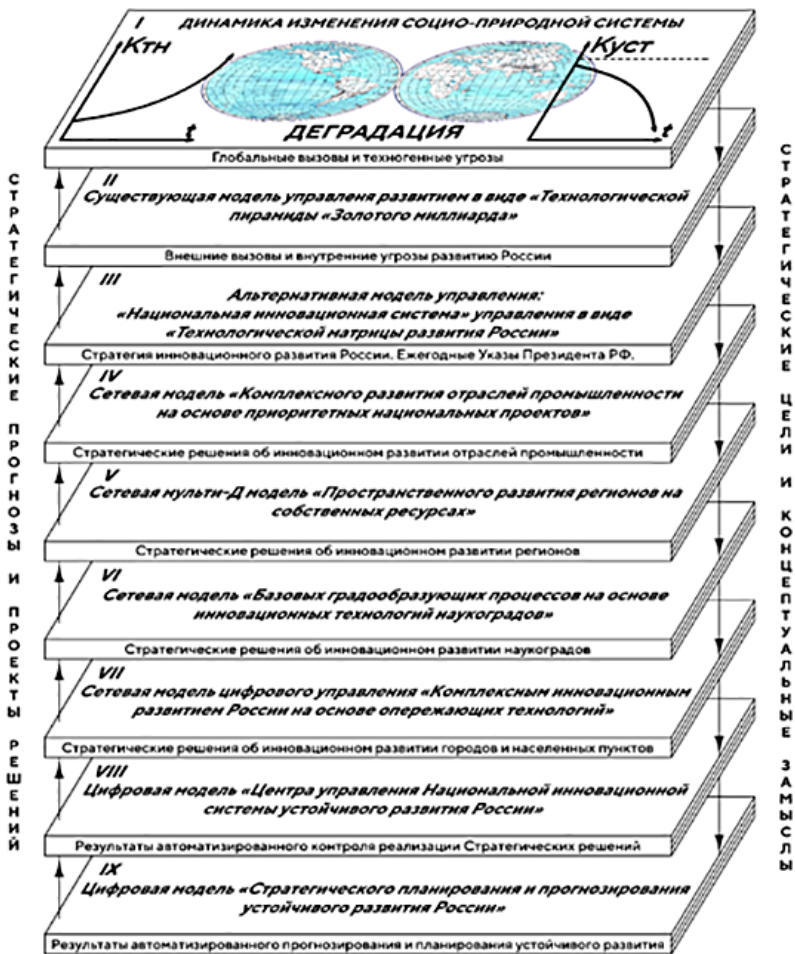 I ДИНАМИКА ИЗМЕНЕНИЯ СОЦИО-ПРИРОДНОЙ СИСТЕМЫ
Ктн
Куст
t
t
ДЕГРАДАЦИЯ
Глобальные вызовы и техногенные угрозы
II
Существующая модель управленя развитием в виде «Технологической
пирамиды «Золотого миллиарда»
Внешние вызовы и внутренние угрозы развитию России
III
Альтернативная модель управления:
«Национальная инновационная система» управления в виде
«Технологической матрицы развития России»
Стратегия инновационного развития России. Ежегодные Указы Президента РФ.
IV
Сетевая модель «Комплексного развития отраслей промышленности
на основе приоритетных национальных проектов»
Стратегические решения об инновационном развитии отраслей промышленности
V
Сетевая мульти-Д модель «Пространственного развития регионов на
собственных ресурсах»
Стратегические решения об инновационном развитии регионов
VI
Сетевая модель «Базовых градообразующих процессов на основе
инновационных технологий наукоградов»
Стратегические решения об инновационном развитии наукоградов
VII
Сетевая модель цифрового управления «Комплексным инновационным
развитием России на основе опережающих технологий»
Стратегические решения об инновационном развитии городов и населенных пунктов
VIII
Цифровая модель «Центра управления Национальной инновационной
системы устойчивого развития России»
Результаты автоматизированного контроля реализации Стратегических решений
IX
Цифровая модель «Стратегического планирования и прогнозирования
устойчивого развития России»
Результаты автоматизированного прогнозирования и планирования устойчивого развития
СТРАТЕГИЧЕСКИЕ ПРОГНОЗЫ И ПРОЕКТЫ РЕШЕНИЙ
СТРАТЕГИЧЕСКИЕ ЦЕЛИ И КОНЦЕПТУАЛЬНЫЕ ЗАМЫСЛЫ